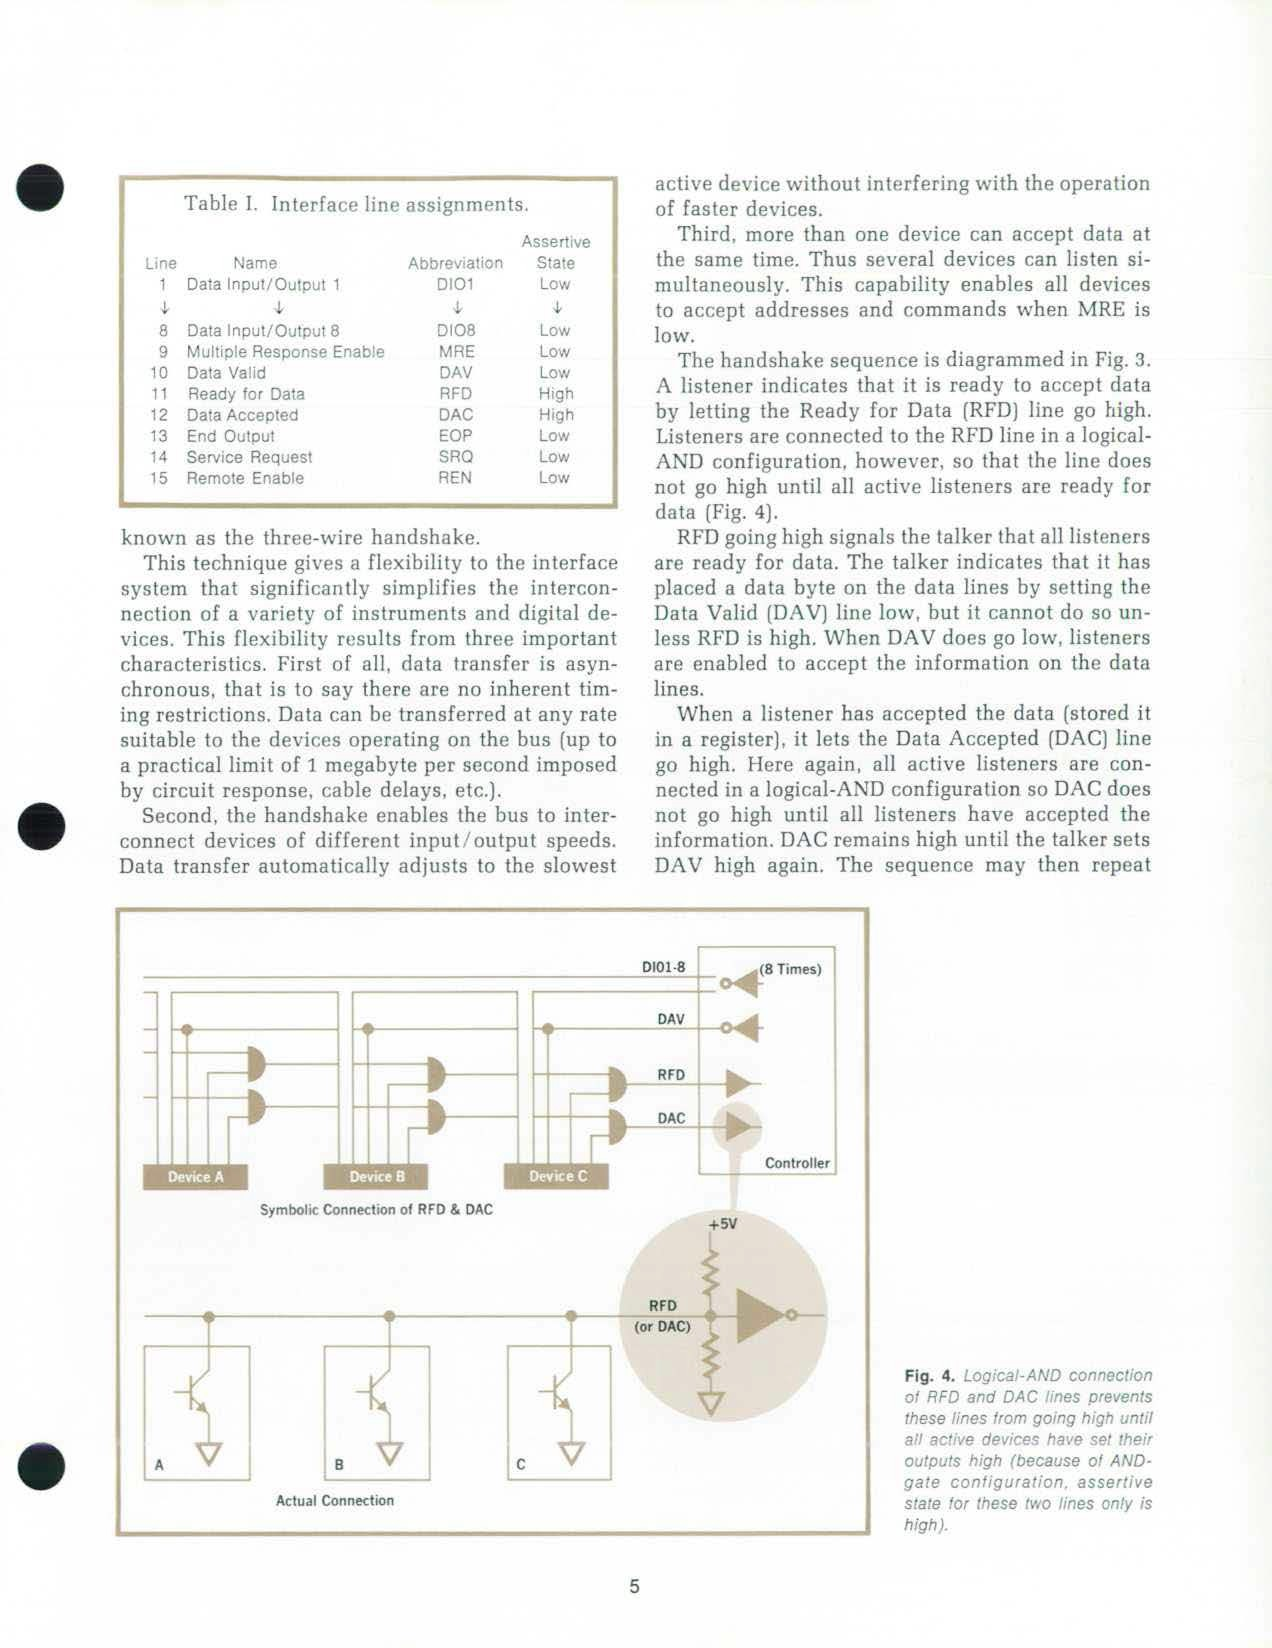 Table I. Interface line assignments.
Assertive
Line Name Abbreviation State
1 Data Input/Output 1 DIO1 Low
↓ ↓ ↓ ↓
8 Data Input/Output 8 DIO8 Low
9 Multiple Response Enable MRE Low
10 Data Valid DAV Low
11 Ready for Data RFD High
12 Data Accepted DAC High
13 End Output EOP Low
14 Service Request SRQ Low
15 Remote Enable REN Low
known as the three-wire handshake.
This technique gives a flexibility to the interface
system that significantly simplifies the intercon-
nection of a variety of instruments and digital de-
vices. This flexibility results from three important
characteristics. First of all, data transfer is asyn-
chronous, that is to say there are no inherent tim-
ing restrictions. Data can be transferred at any rate
suitable to the devices operating on the bus (up to
a practical limit of 1 megabyte per second imposed
by circuit response, cable delays, etc.).
Second, the handshake enables the bus to inter-
connect devices of different input/output speeds.
Data transfer automatically adjusts to the slowest
active device without interfering with the operation
of faster devices.
Third, more than one device can accept data at
the same time. Thus several devices can listen si-
multaneously. This capability enables all devices
to accept addresses and commands when MRE is
low.
The handshake sequence is diagrammed in Fig. 3.
A listener indicates that it is ready to accept data
by letting the Ready for Data (RFD) line go high.
Listeners are connected to the RFD line in a logical-
AND configuration, however, so that the line does
not go high until all active listeners are ready for
data (Fig. 4).
RFD going high signals the talker that all listeners
are ready for data. The talker indicates that it has
placed a data byte on the data lines by setting the
Data Valid (DAV) line low, but it cannot do so un-
less RFD is high. When DAV does go low, listeners
are enabled to accept the information on the data
lines.
When a listener has accepted the data (stored it
in a register), it lets the Data Accepted (DAC) line
go high. Here again, all active listeners are con-
nected in a logical-AND configuration so DAC does
not go high until all listeners have accepted the
information. DAC remains high until the talker sets
DAV high again. The sequence may then repeat
DIO1-8
(8 Times)
DAV
RFD
DAC
Controller
Device A
Device B
Device C
Symbolic Connection of RFD & DAC
+5V
RFD
(or DAC)
A
B
C
Actual Connection
Fig. 4. Logical-AND connection
of RFD and DAC lines prevents
these lines from going high until
all active devices have set their
outputs high (because of AND-
gate configuration, assertive
state for these two lines only is
high).
5